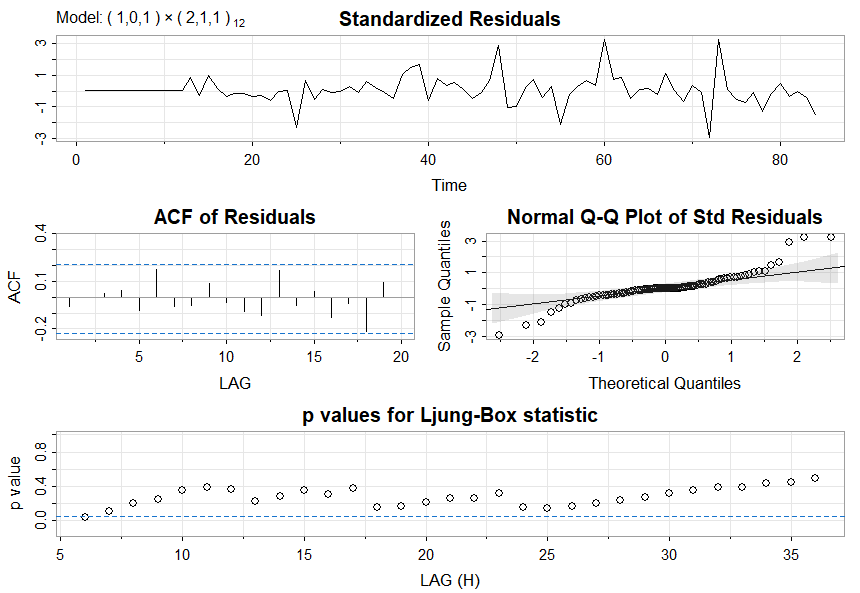 Model: ( 1,0,1 ) × ( 2,1,1 ) 12
Standardized Residuals
3
1
-1
-3
0 20 40 60 80
Time
ACF of Residuals
0.4
0.1
-0.2
ACF
5 10 15 20
LAG
Normal Q-Q Plot of Std Residuals
3
1
-1
-3
Sample Quantiles
-2 -1 0 1 2
Theoretical Quantiles
p values for Ljung-Box statistic
0.8
0.4
0.0
p value
5 10 15 20 25 30 35
LAG (H)